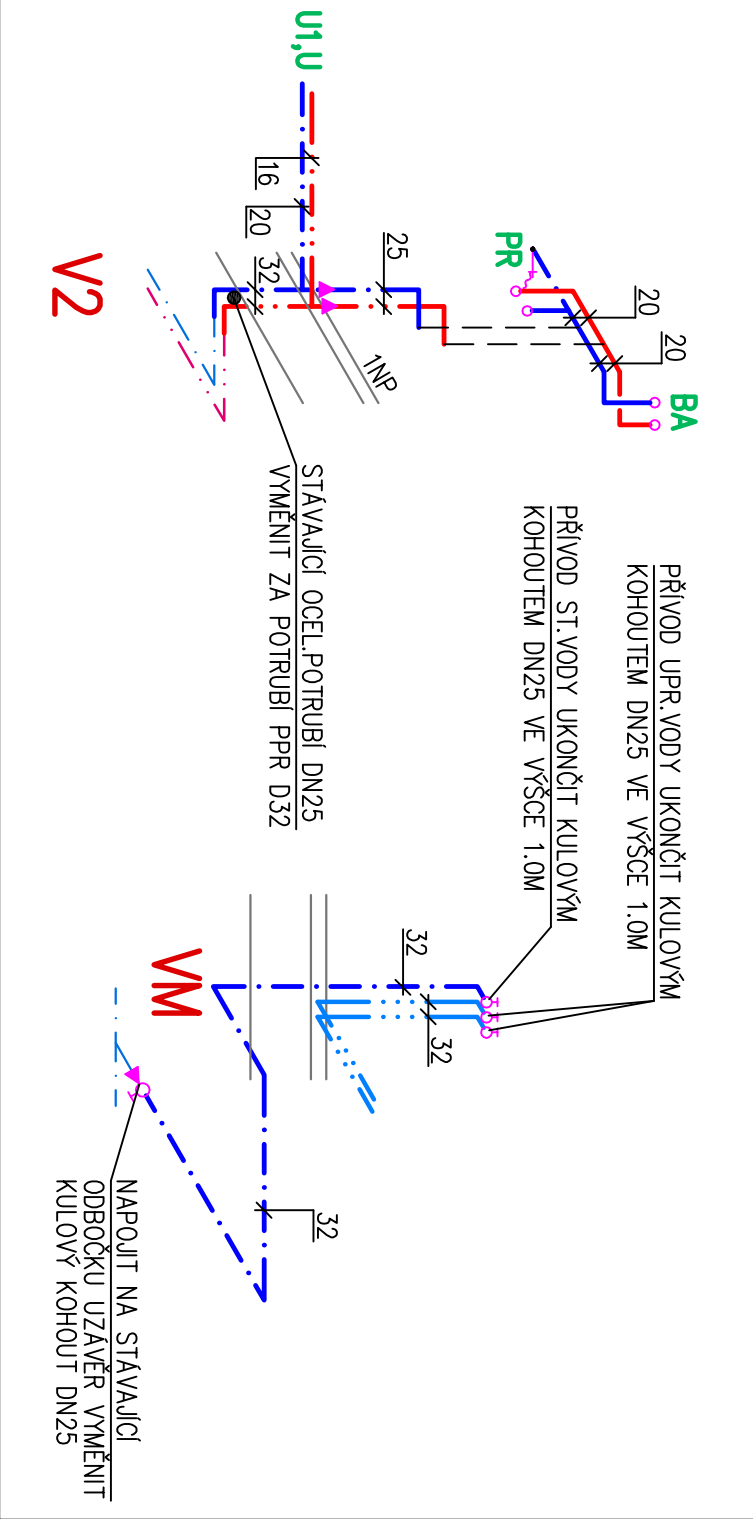 U1,U
16
20
32
25
1NP
PR
20
20
BA
V2
STÁVAJÍCÍ OCEL.POTRUBÍ DN25
VYMĚNIT ZA POTRUBÍ PPR D32
PŘÍVOD ST.VODY UKONČIT KULOVÝM
KOHOUTEM DN25 VE VÝŠCE 1.0M
PŘÍVOD UPR.VODY UKONČIT KULOVÝM
KOHOUTEM DN25 VE VÝŠCE 1.0M
32
32
VM
32
NAPOJIT NA STÁVAJÍCÍ
ODBOČKU UZÁVĚR VYMĚNIT
KULOVÝ KOHOUT DN25